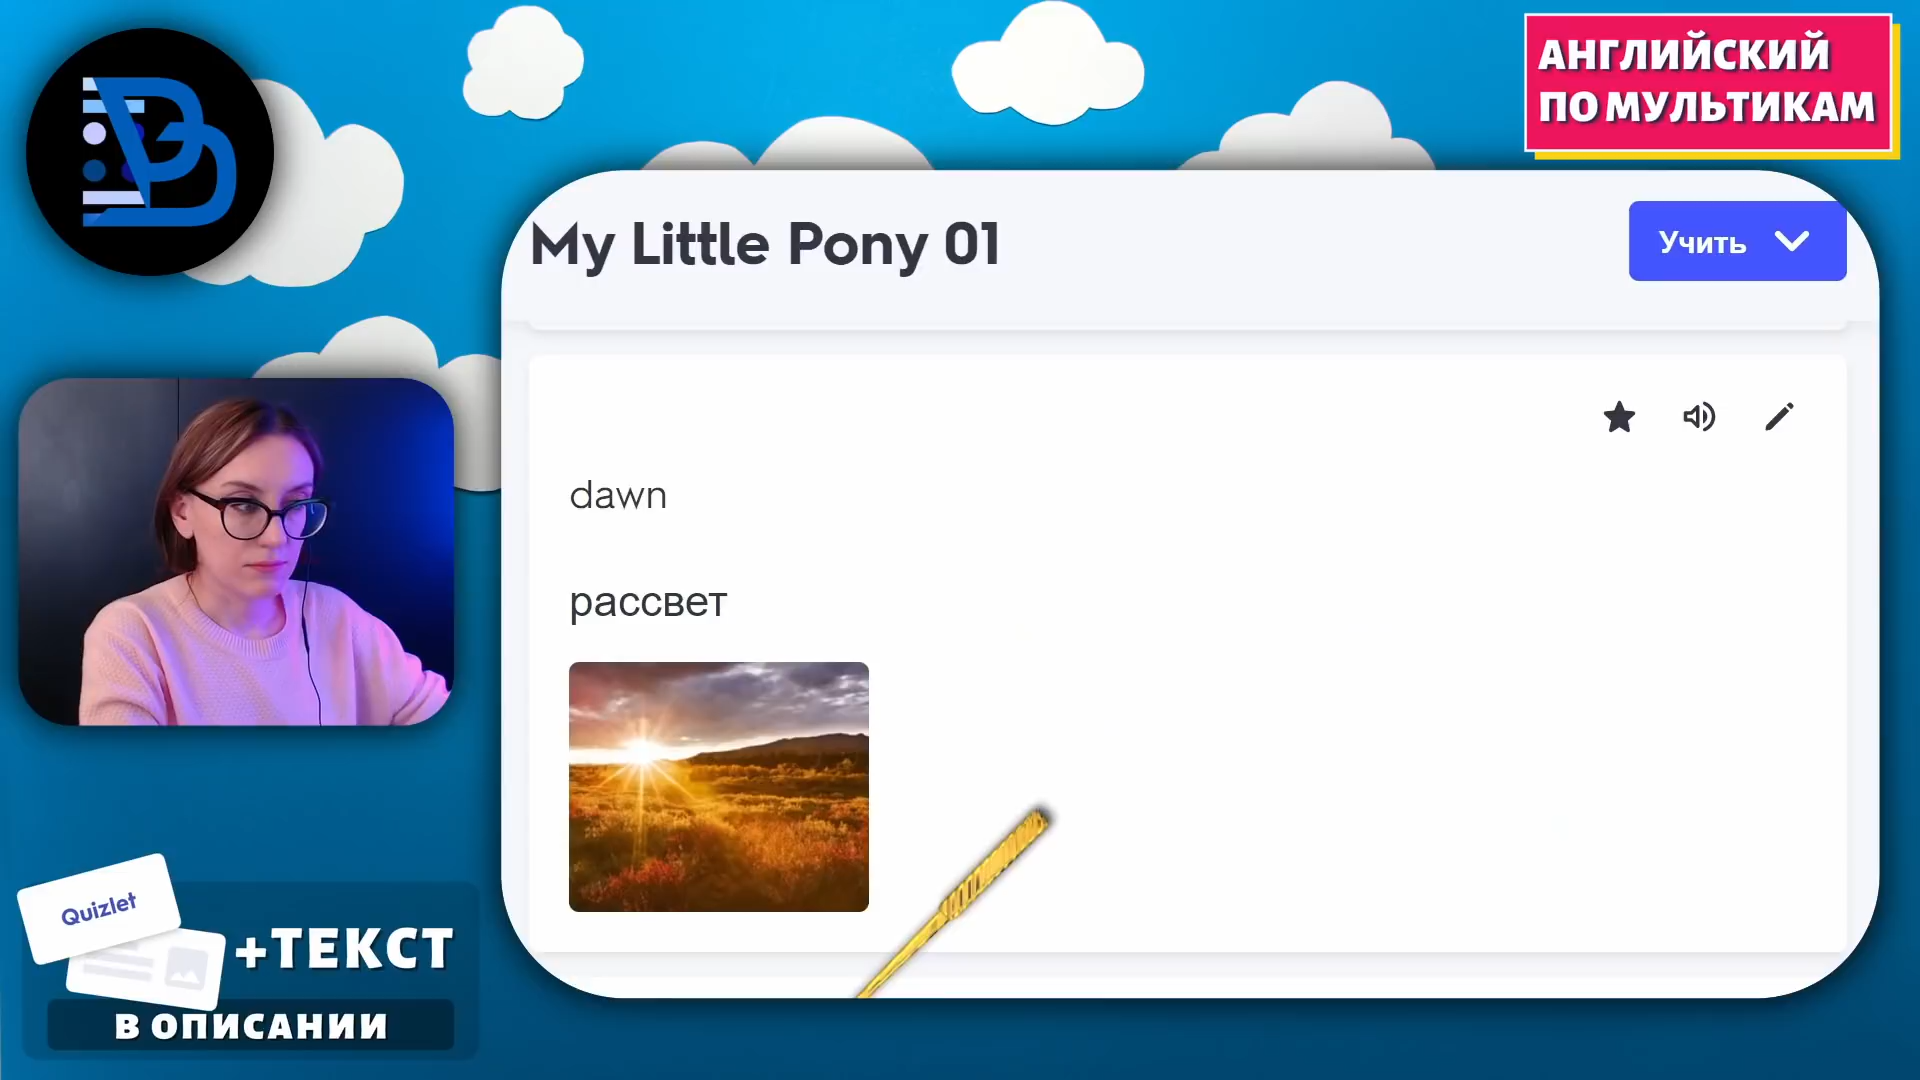 АНГЛИЙСКИЙ
ПО МУЛЬТИКАМ
My Little Pony 01
Учить
dawn
рассвет
Quizlet
+ТЕКСТ
В ОПИСАНИИ